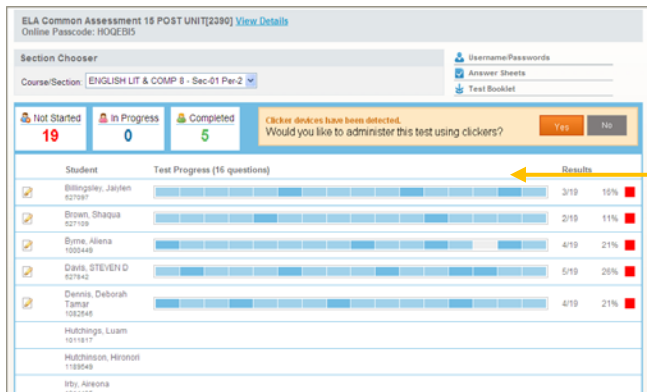 ELA Common Assessment 15 POST UNIT[2390] View Details
Online Passcode: HOQEBI5
Section Chooser
Course/Section: ENGLISH LIT & COMP 8 - Sec-01 Per-2
Username/Passwords
Answer Sheets
Test Booklet
Not Started
19
In Progress
0
Completed
5
Clicker devices have been detected.
Would you like to administer this test using clickers?
Yes No
Student Test Progress (16 questions) Results
Billingsley, Jaiylen 3/19 16%
527097
Brown, Shaqua 2/19 11%
527109
Byrne, Aliena 4/19 21%
1000449
Davis, STEVEN D 5/19 26%
527842
Dennis, Deborah
Tamar 4/19 21%
1082545
Hutchings, Luam
1011917
Hutchinson, Hironori
1189549
Irby, Aireona